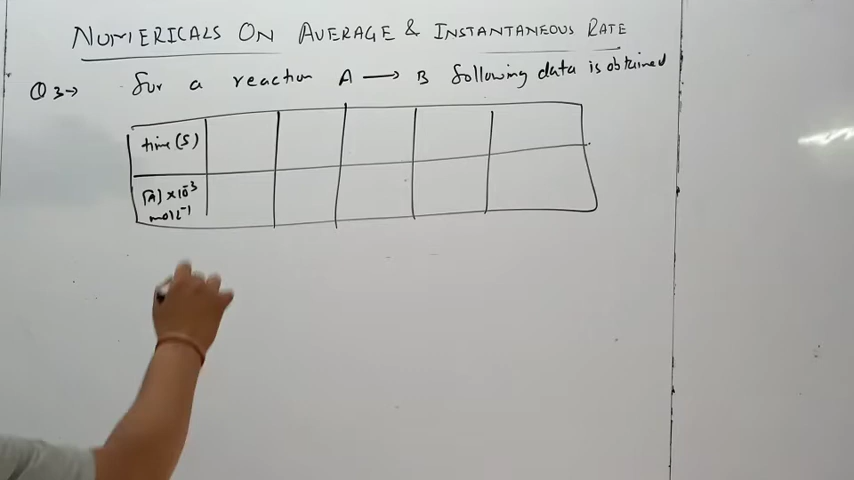 NUMERICALS ON AVERAGE & INSTANTANEOUS RATE
Q3→ For a reaction A → B following data is obtained
time (S)
[A] × 10⁻³
mol L⁻¹